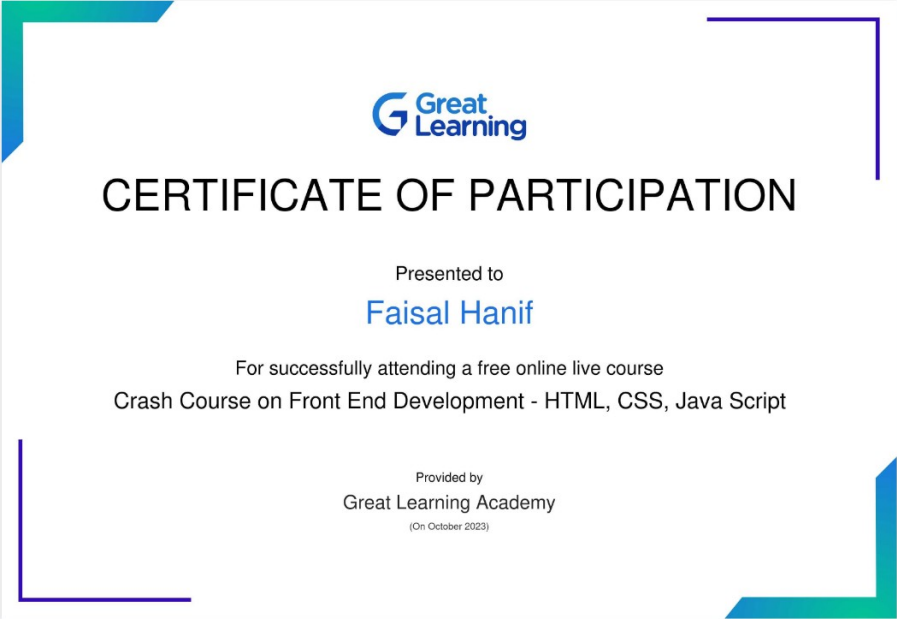 Great
Learning
CERTIFICATE OF PARTICIPATION
Presented to
Faisal Hanif
For successfully attending a free online live course
Crash Course on Front End Development - HTML, CSS, Java Script
Provided by
Great Learning Academy
(On October 2023)